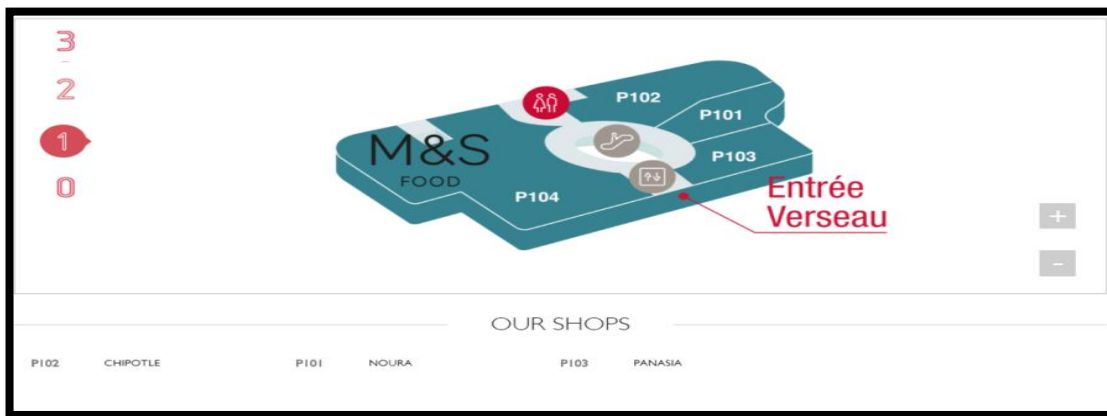 3
2
1
0
P102
P101
M&S
FOOD
P103
P104
Entrée
Verseau
+
-
OUR SHOPS
P102 CHIPOTLE P101 NOURA P103 PANASIA